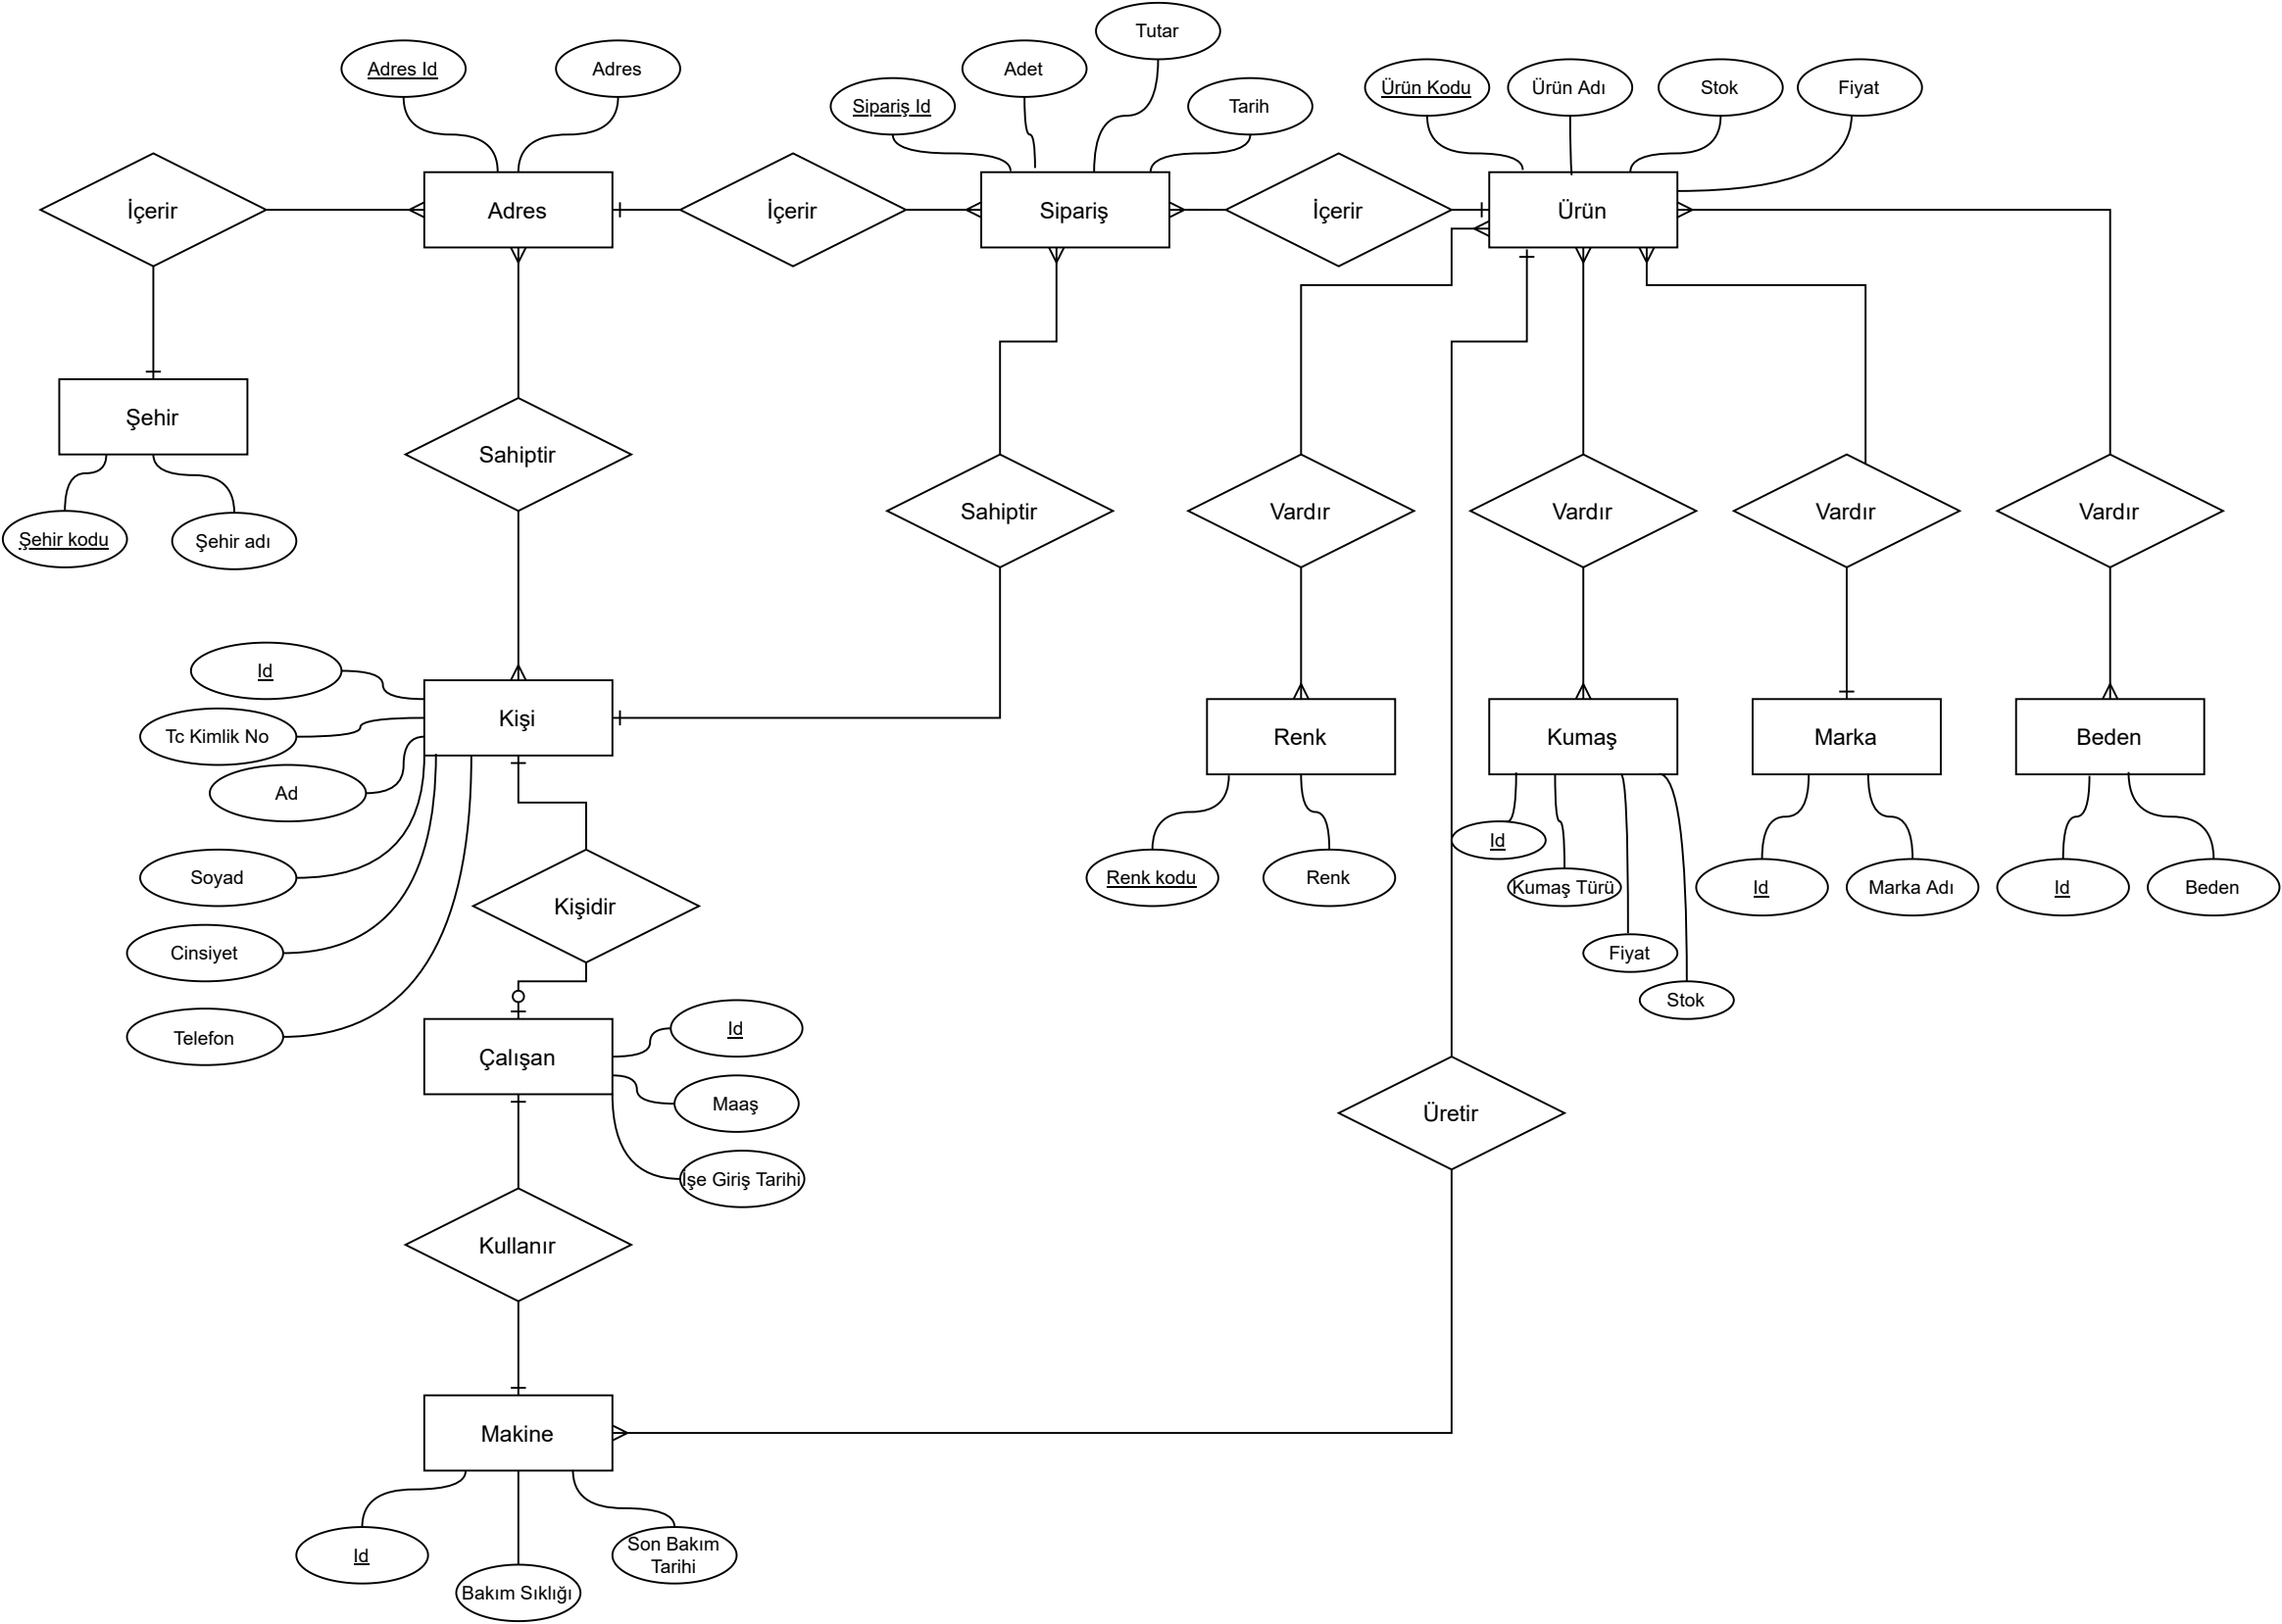 Tutar
Adres Id
Adres
Adet
Sipariş Id
Tarih
Ürün Kodu
Ürün Adı
Stok
Fiyat
İçerir
Adres
İçerir
Sipariş
İçerir
Ürün
Şehir
Sahiptir
Sahiptir
Vardır
Vardır
Vardır
Vardır
Şehir kodu
Şehir adı
Id
Kişi
Tc Kimlik No
Renk
Kumaş
Marka
Beden
Ad
Id
Soyad
Renk kodu
Renk
Kumaş Türü
Id
Marka Adı
Id
Beden
Kişidir
Cinsiyet
Fiyat
Stok
Telefon
Id
Çalışan
Maaş
Üretir
İşe Giriş Tarihi
Kullanır
Makine
Id
Son Bakım
Tarihi
Bakım Sıklığı